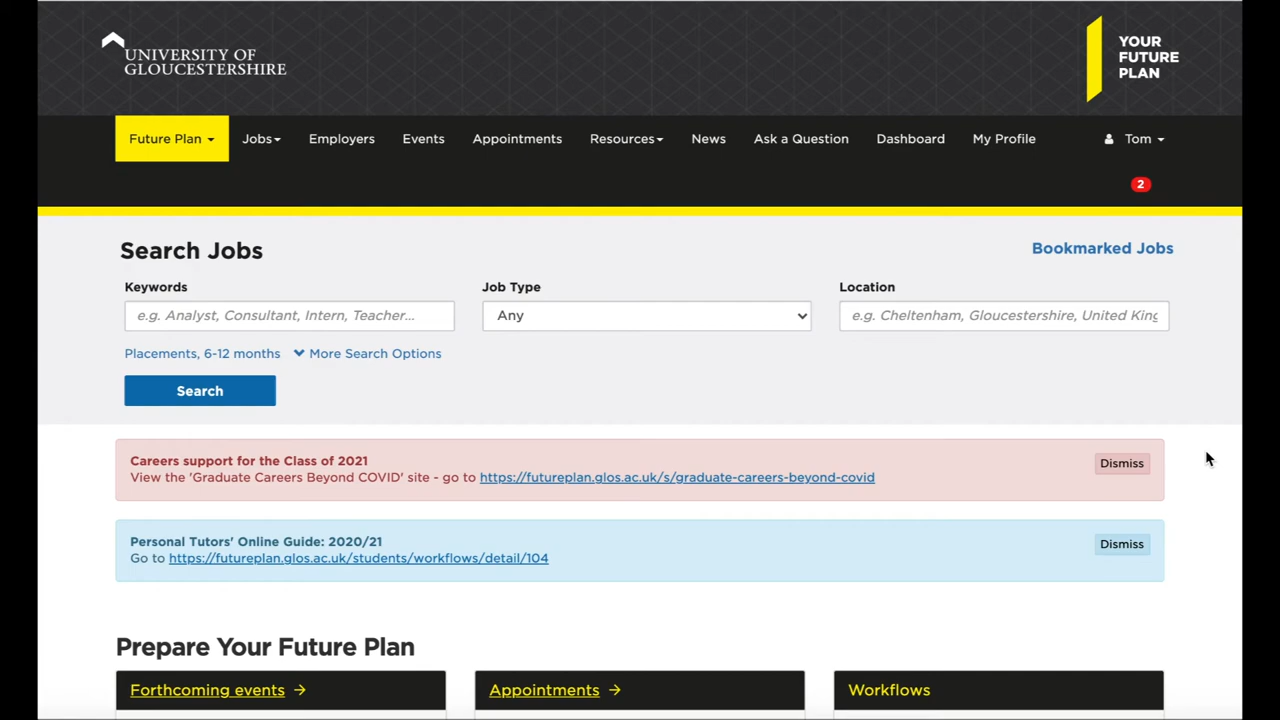 UNIVERSITY OF
GLOUCESTERSHIRE
YOUR
FUTURE
PLAN
Future Plan Jobs Employers Events Appointments Resources News Ask a Question Dashboard My Profile Tom
2
Search Jobs
Bookmarked Jobs
Keywords Job Type Location
e.g. Analyst, Consultant, Intern, Teacher... Any e.g. Cheltenham, Gloucestershire, United King
Placements, 6-12 months More Search Options
Search
Careers support for the Class of 2021
View the 'Graduate Careers Beyond COVID' site - go to https://futureplan.glos.ac.uk/s/graduate-careers-beyond-covid
Dismiss
Personal Tutors' Online Guide: 2020/21
Go to https://futureplan.glos.ac.uk/students/workflows/detail/104
Dismiss
Prepare Your Future Plan
Forthcoming events → Appointments → Workflows